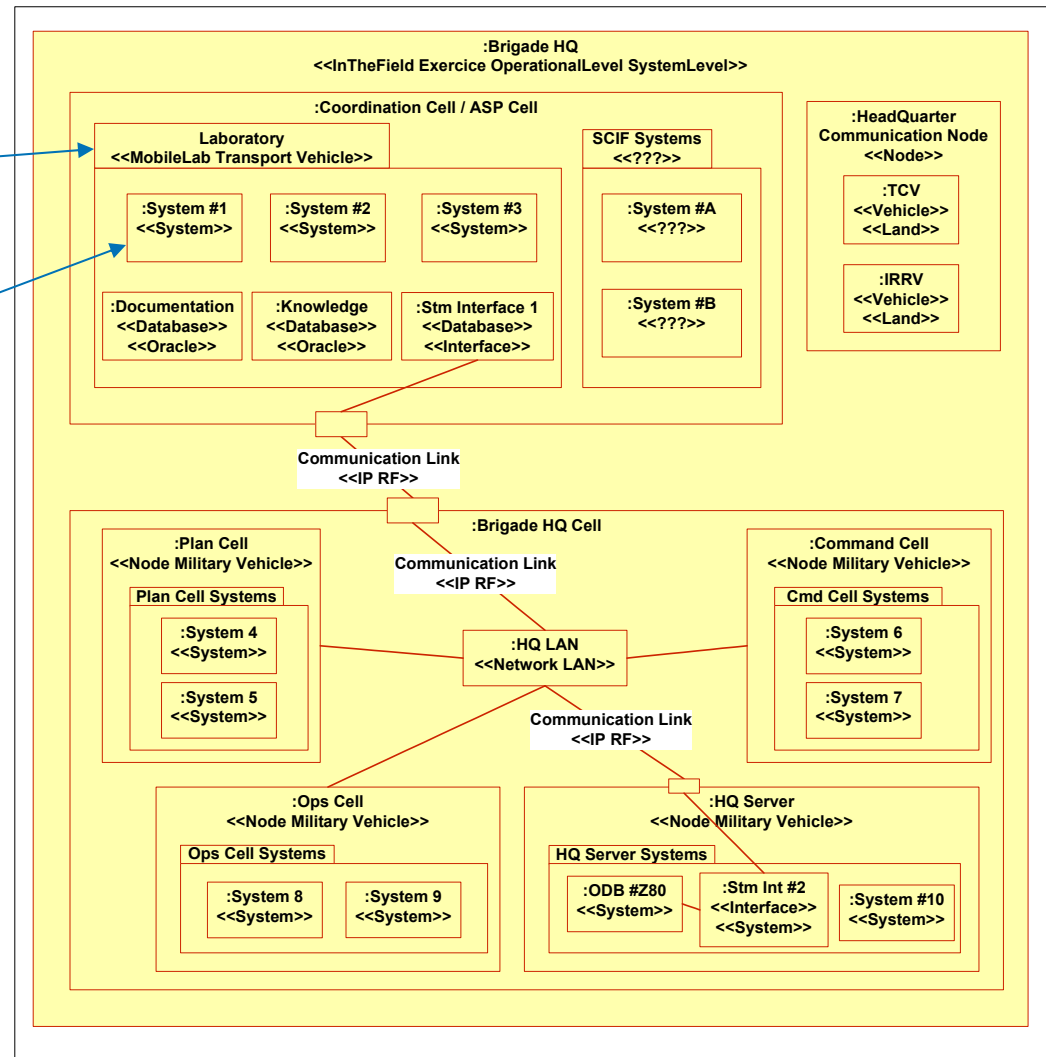 :Brigade HQ
<<InTheField Exercice OperationalLevel SystemLevel>>
:Coordination Cell / ASP Cell
Laboratory
<<MobileLab Transport Vehicle>>
:System #1
<<System>>
:System #2
<<System>>
:System #3
<<System>>
:Documentation
<<Database>>
<<Oracle>>
:Knowledge
<<Database>>
<<Oracle>>
:Stm Interface 1
<<Database>>
<<Interface>>
SCIF Systems
<<???>>
:System #A
<<???>>
:System #B
<<???>>
:HeadQuarter
Communication Node
<<Node>>
:TCV
<<Vehicle>>
<<Land>>
:IRRV
<<Vehicle>>
<<Land>>
Communication Link
<<IP RF>>
:Brigade HQ Cell
:Plan Cell
<<Node Military Vehicle>>
Plan Cell Systems
:System 4
<<System>>
:System 5
<<System>>
Communication Link
<<IP RF>>
:HQ LAN
<<Network LAN>>
:Command Cell
<<Node Military Vehicle>>
Cmd Cell Systems
:System 6
<<System>>
:System 7
<<System>>
Communication Link
<<IP RF>>
:Ops Cell
<<Node Military Vehicle>>
Ops Cell Systems
:System 8
<<System>>
:System 9
<<System>>
:HQ Server
<<Node Military Vehicle>>
HQ Server Systems
:ODB #Z80
<<System>>
:Stm Int #2
<<Interface>>
<<System>>
:System #10
<<System>>